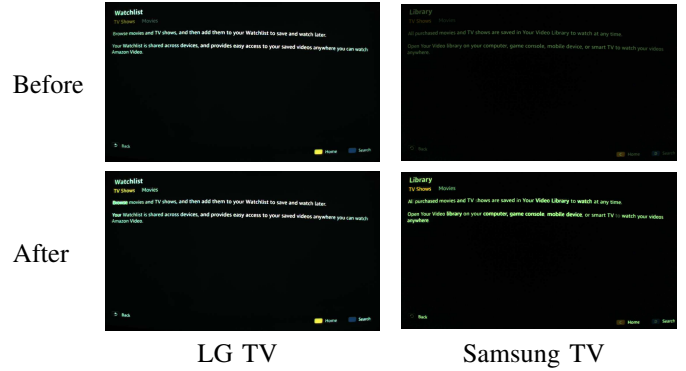 Before
Watchlist
TV Shows Movies
Browse movies and TV shows, and then add them to your Watchlist to save and watch later.
Your Watchlist is shared across devices, and provides easy access to your saved videos anywhere you can watch
Amazon Video.
Back
Home Search
Library
TV Shows Movies
All purchased movies and TV shows are saved in Your Video Library to watch at any time.
Open Your Video library on your computer, game console, mobile device, or smart TV to watch your videos
anywhere
Back
Home Search
After
Watchlist
TV Shows Movies
Browse movies and TV shows, and then add them to your Watchlist to save and watch later.
Your Watchlist is shared across devices, and provides easy access to your saved videos anywhere you can watch
Amazon Video.
Back
Home Search
Library
TV Shows Movies
All purchased movies and TV shows are saved in Your Video Library to watch at any time.
Open Your Video library on your computer, game console, mobile device, or smart TV to watch your videos
anywhere
Back
Home Search
LG TV
Samsung TV